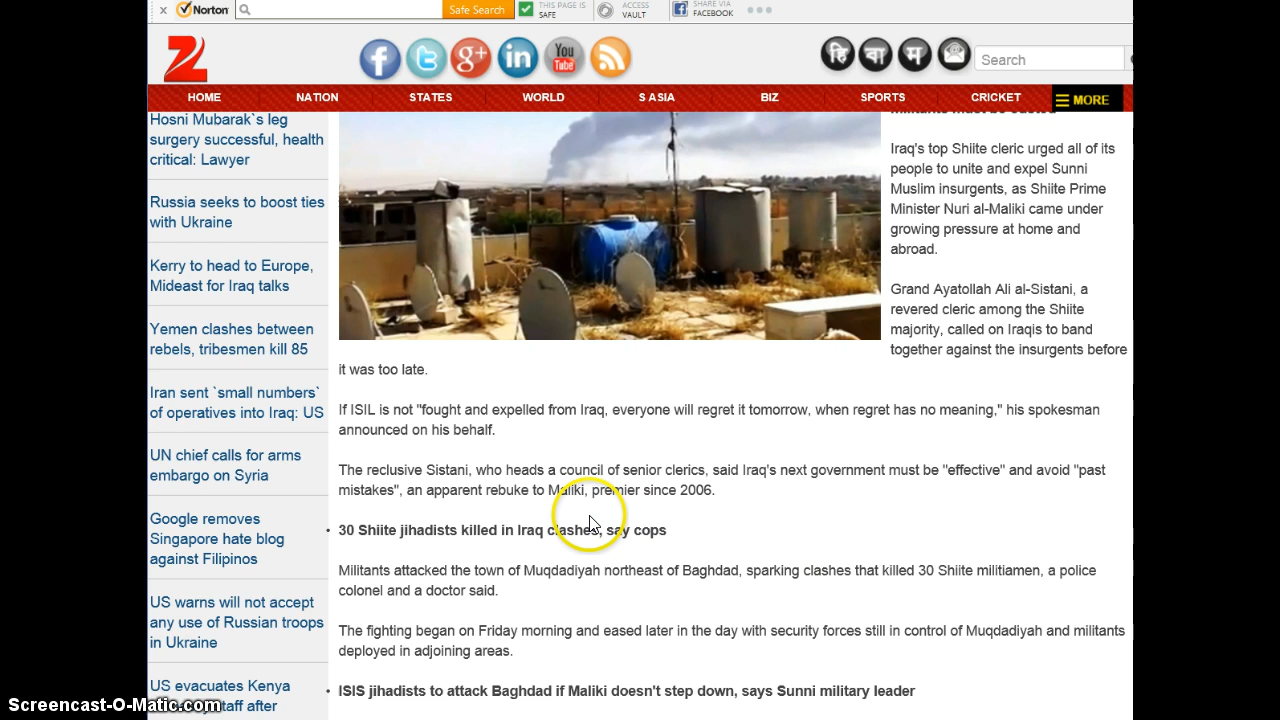 Norton
Safe Search
THIS PAGE IS
SAFE
ACCESS
VAULT
SHARE VIA
FACEBOOK
Z
f
t
g+
in
You
Tube
हि
বা
म
Search
HOME
NATION
STATES
WORLD
S ASIA
BIZ
SPORTS
CRICKET
MORE
Hosni Mubarak`s leg
surgery successful, health
critical: Lawyer
Russia seeks to boost ties
with Ukraine
Kerry to head to Europe,
Mideast for Iraq talks
Yemen clashes between
rebels, tribesmen kill 85
Iran sent `small numbers`
of operatives into Iraq: US
UN chief calls for arms
embargo on Syria
Google removes
Singapore hate blog
against Filipinos
US warns will not accept
any use of Russian troops
in Ukraine
US evacuates Kenya
staff after
Iraq's top Shiite cleric urged all of its
people to unite and expel Sunni
Muslim insurgents, as Shiite Prime
Minister Nuri al-Maliki came under
growing pressure at home and
abroad.
Grand Ayatollah Ali al-Sistani, a
revered cleric among the Shiite
majority, called on Iraqis to band
together against the insurgents before
it was too late.
If ISIL is not "fought and expelled from Iraq, everyone will regret it tomorrow, when regret has no meaning," his spokesman
announced on his behalf.
The reclusive Sistani, who heads a council of senior clerics, said Iraq's next government must be "effective" and avoid "past
mistakes", an apparent rebuke to Maliki, premier since 2006.
• 30 Shiite jihadists killed in Iraq clashes, say cops
Militants attacked the town of Muqdadiyah northeast of Baghdad, sparking clashes that killed 30 Shiite militiamen, a police
colonel and a doctor said.
The fighting began on Friday morning and eased later in the day with security forces still in control of Muqdadiyah and militants
deployed in adjoining areas.
• ISIS jihadists to attack Baghdad if Maliki doesn't step down, says Sunni military leader
Screencast-O-Matic.com